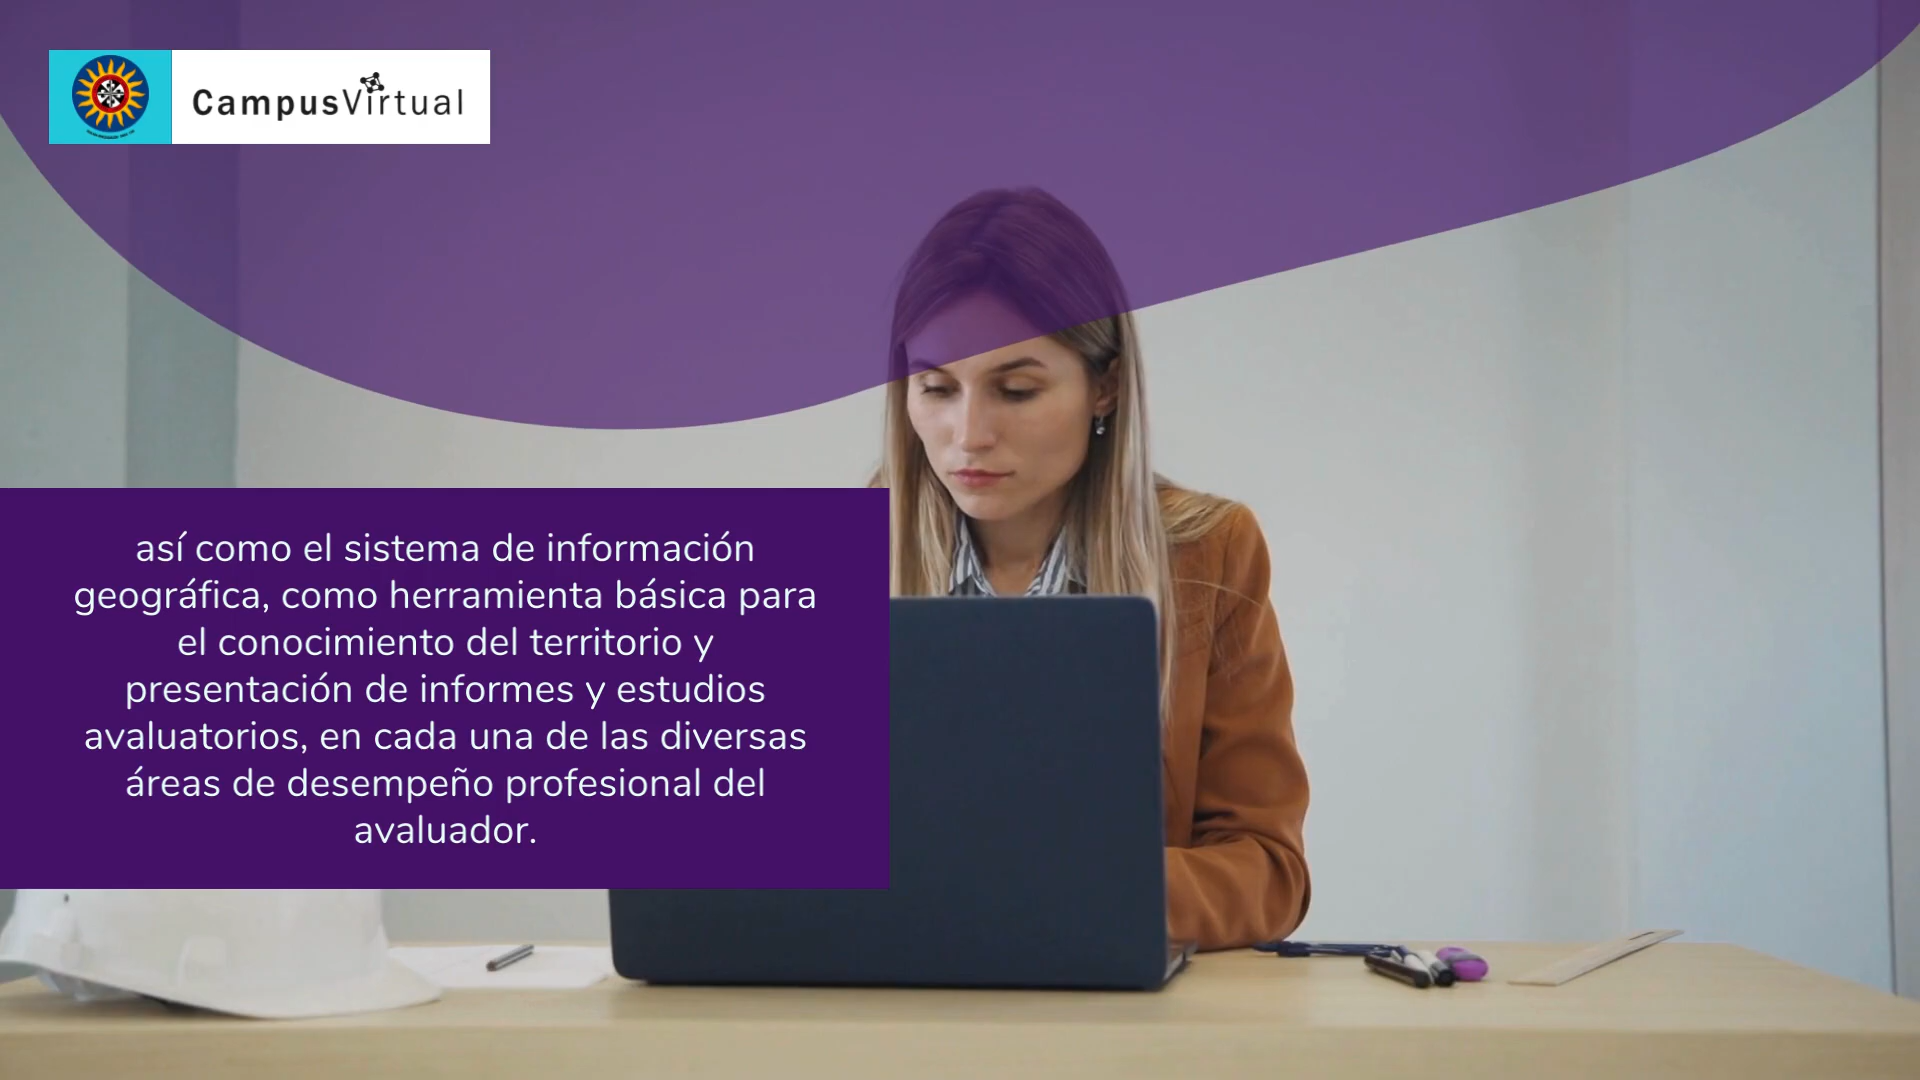 CampusVirtual
así como el sistema de información
geográfica, como herramienta básica para
el conocimiento del territorio y
presentación de informes y estudios
avaluatorios, en cada una de las diversas
áreas de desempeño profesional del
avaluador.